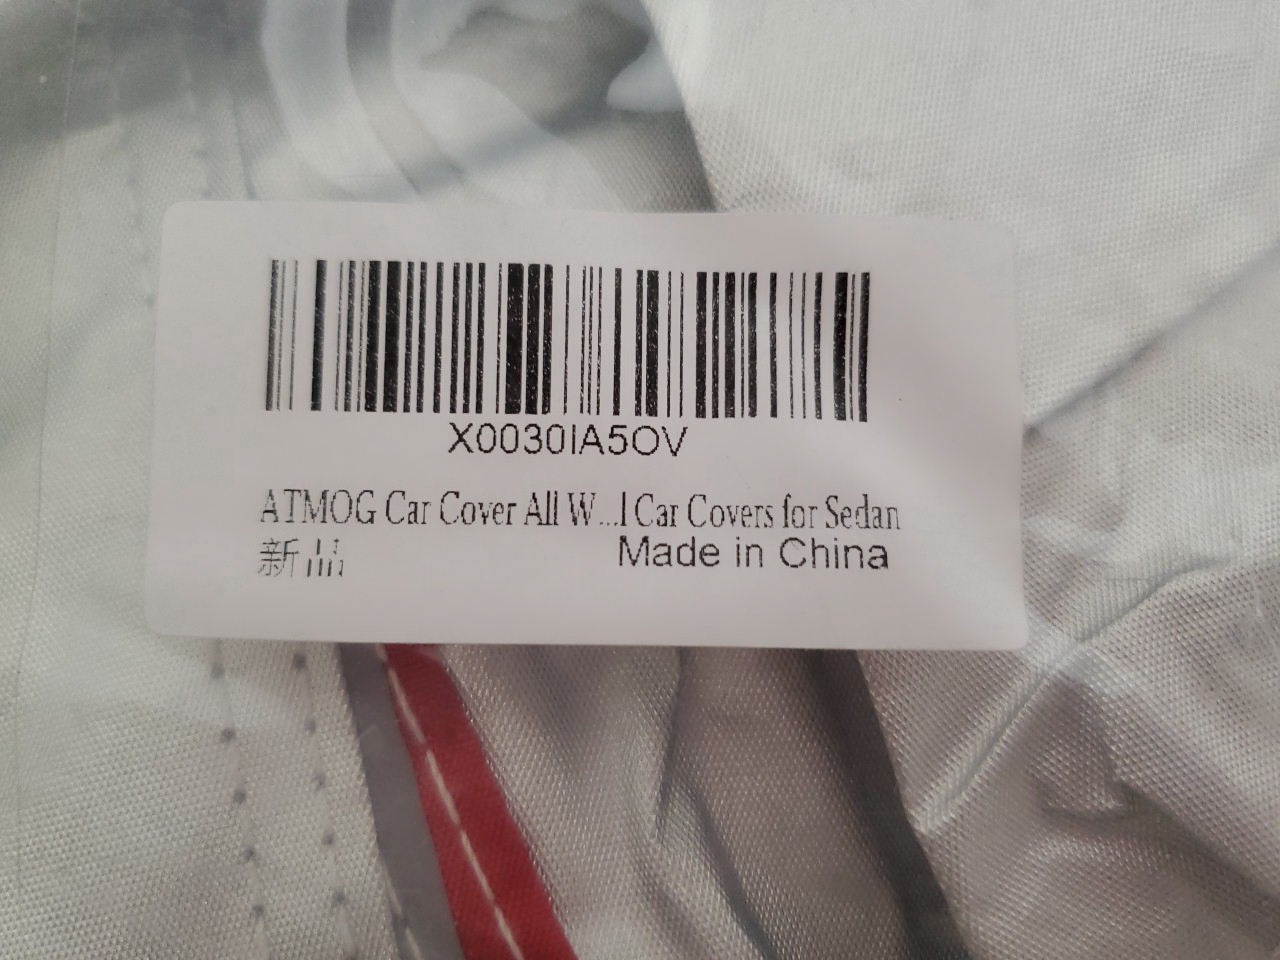 X0030IA5OV
ATMOG Car Cover All W...l Car Covers for Sedan
新品
Made in China